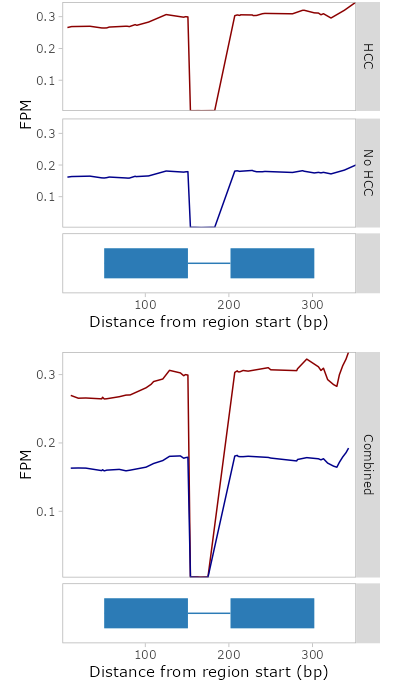 0.3
0.2
0.1
HCC
FPM
0.3
0.2
0.1
No HCC
100 200 300
Distance from region start (bp)
0.3
0.2
0.1
FPM
Combined
100 200 300
Distance from region start (bp)